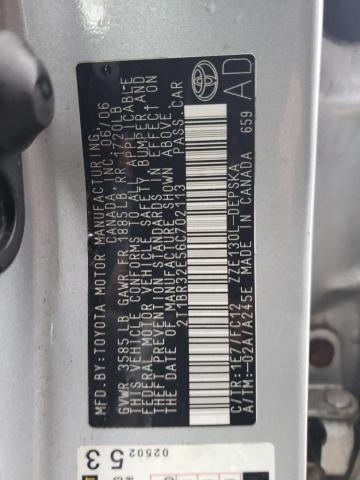 MFD. BY: TOYOTA MOTOR MANUFACTURING,
CANADA, INC. 06/06
GVWR 3585LB GAWR FR 1885LB RR 1720LB
THIS VEHICLE CONFORMS TO ALL APPLICABLE
FEDERAL MOTOR VEHICLE SAFETY, BUMPER, AND
THEFT PREVENTION STANDARDS IN EFFECT ON
THE DATE OF MANUFACTURE SHOWN ABOVE.
2T1BR32E56C702113 PASS.CAR
C/TR:1E7/FC12 ZZE130L-DEPSKA
A/TM:-02A/A245E MADE IN CANADA 659
AD
02502
53